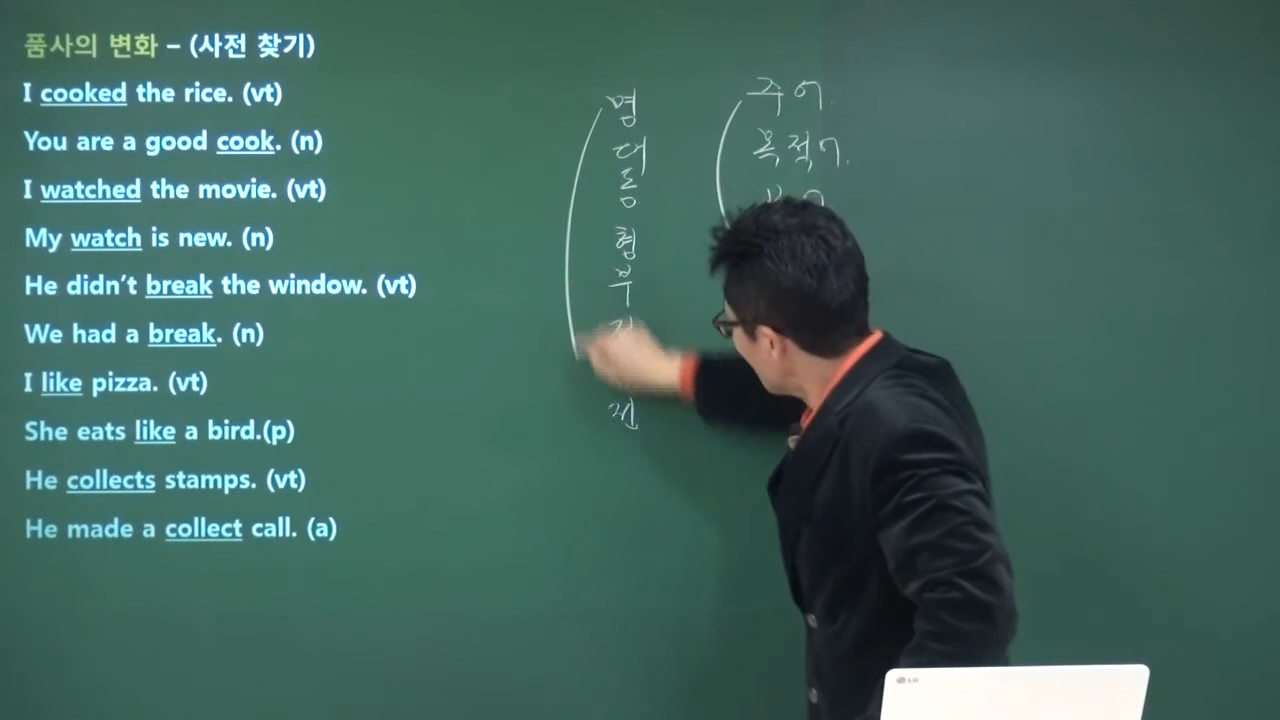 품사의 변화 – (사전 찾기)
I cooked the rice. (vt)
You are a good cook. (n)
I watched the movie. (vt)
My watch is new. (n)
He didn’t break the window. (vt)
We had a break. (n)
I like pizza. (vt)
She eats like a bird.(p)
He collects stamps. (vt)
He made a collect call. (a)
명
대
동
형
부
전
주어.
목적어.
LG